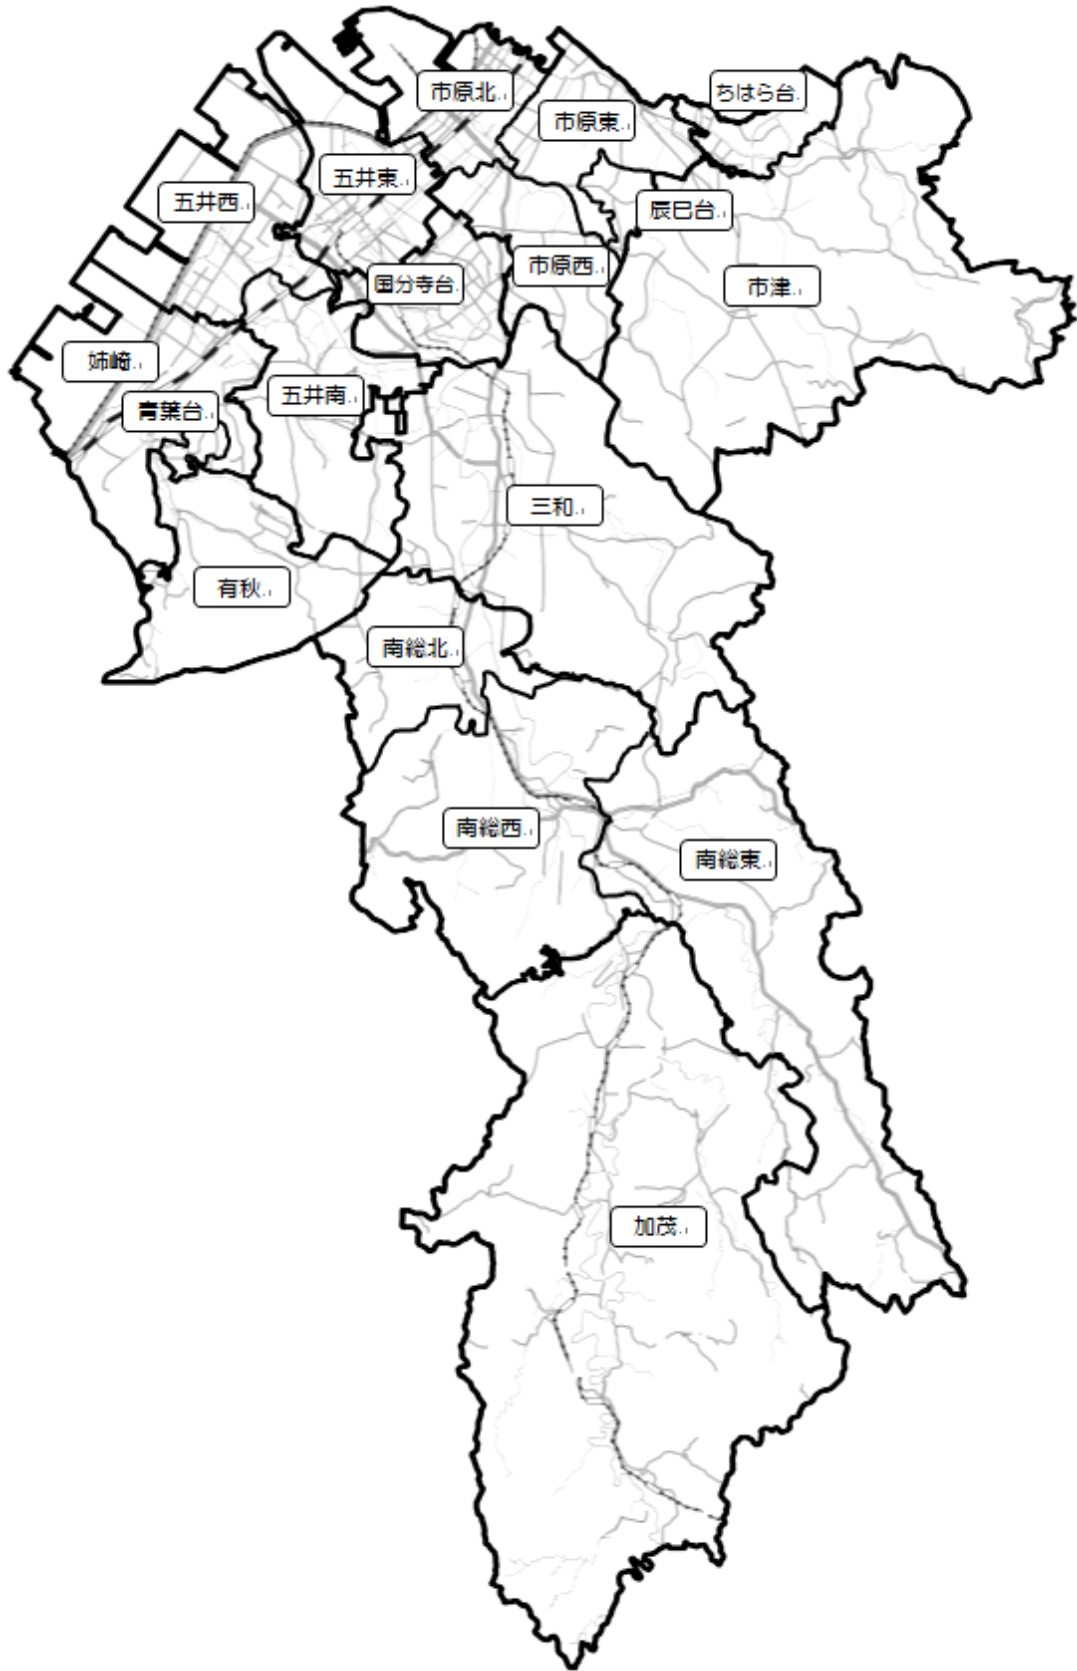 市原北
ちはら台
市原東
五井東
五井西
辰巳台
市原西
国分寺台
市津
姉崎
五井南
青葉台
三和
有秋
南総北
南総西
南総東
加茂